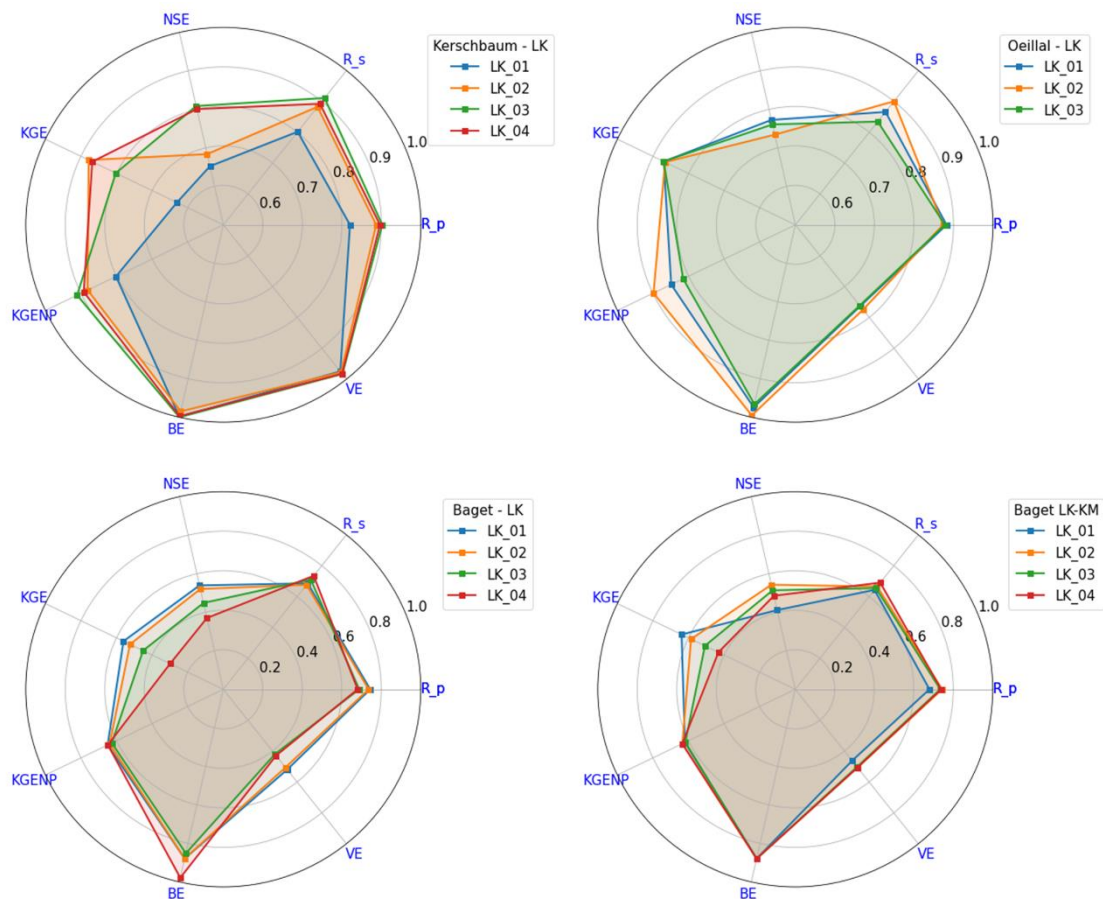 NSE
R_s
KGE
1.0
0.9
0.8
0.7
0.6
R_p
KGENP
BE
VE
Kerschbaum - LK
LK_01
LK_02
LK_03
LK_04
NSE
R_s
KGE
1.0
0.9
0.8
0.7
0.6
R_p
KGENP
BE
VE
Oeillal - LK
LK_01
LK_02
LK_03
NSE
R_s
KGE
1.0
0.8
0.6
0.4
0.2
R_p
KGENP
BE
VE
Baget - LK
LK_01
LK_02
LK_03
LK_04
NSE
R_s
KGE
1.0
0.8
0.6
0.4
0.2
R_p
KGENP
BE
VE
Baget LK-KM
LK_01
LK_02
LK_03
LK_04